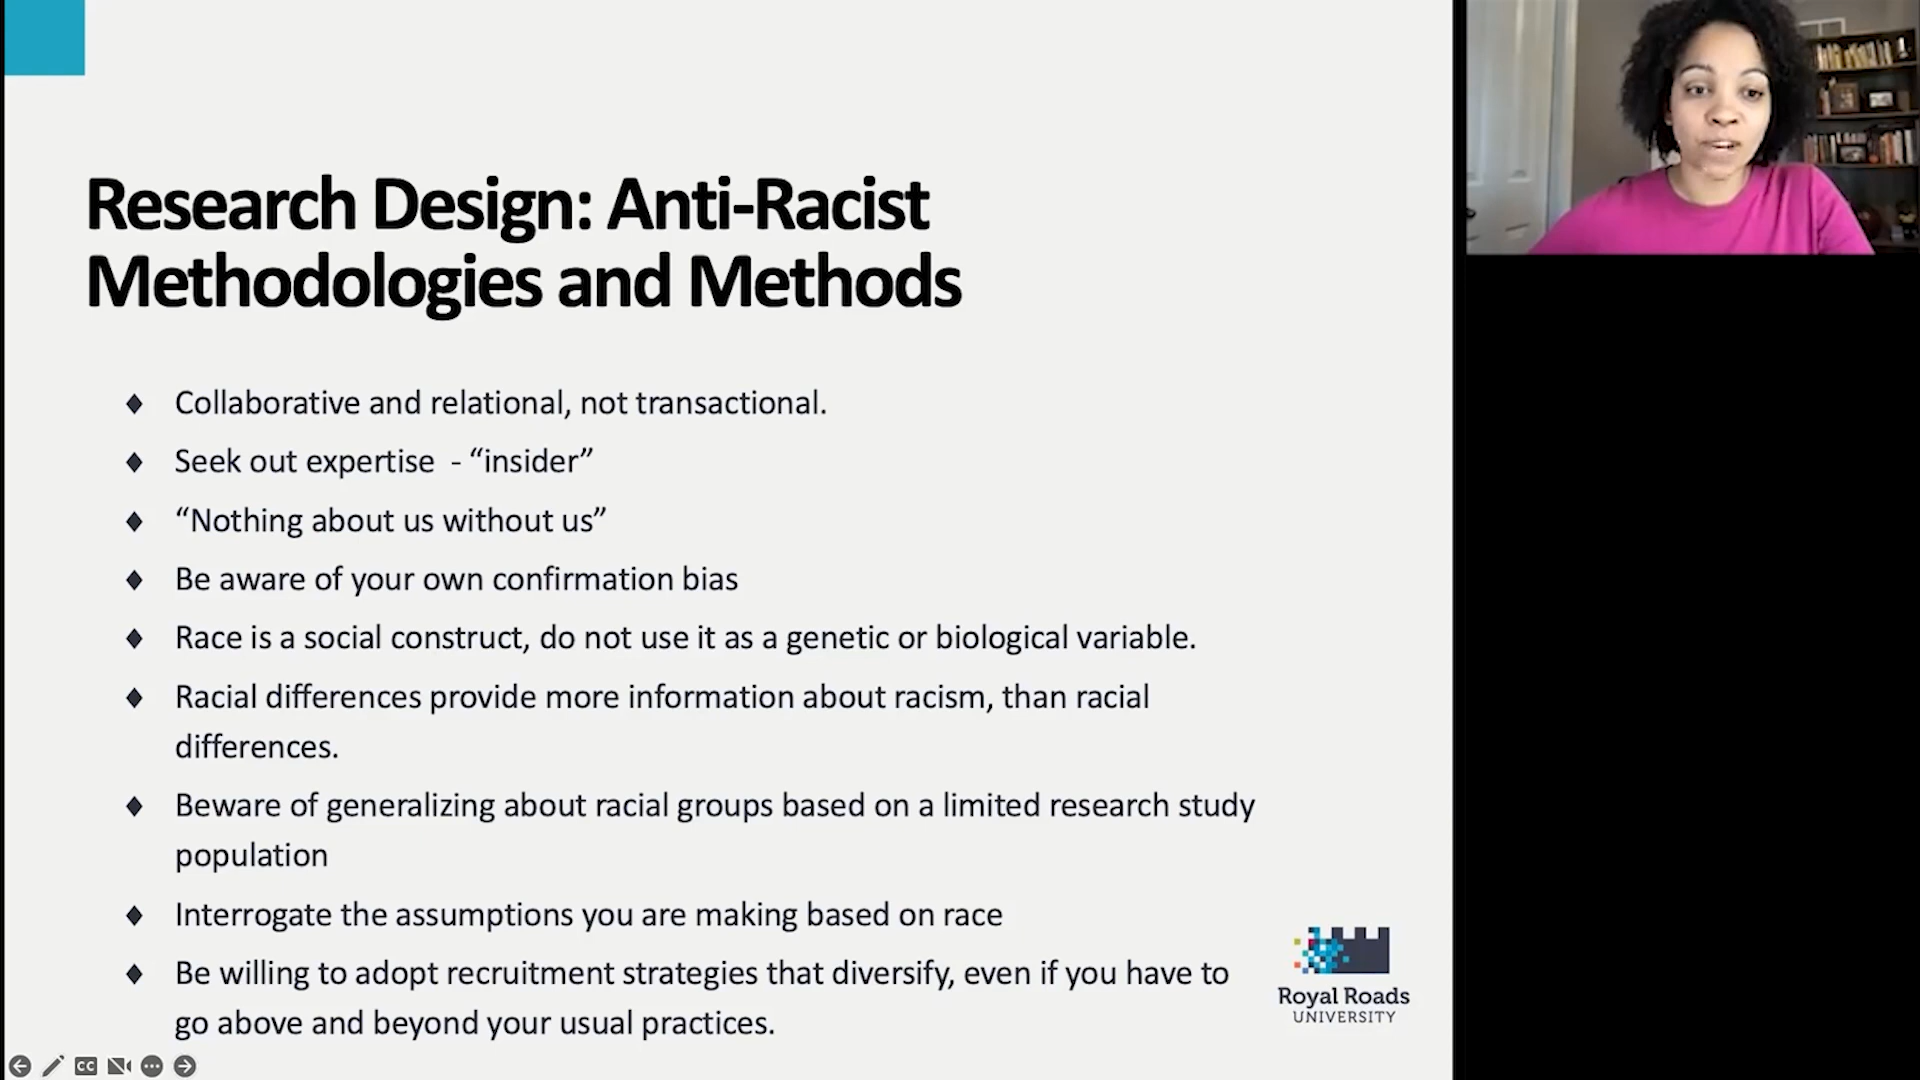 Research Design: Anti-Racist
Methodologies and Methods
♦ Collaborative and relational, not transactional.
♦ Seek out expertise  - “insider”
♦ “Nothing about us without us”
♦ Be aware of your own confirmation bias
♦ Race is a social construct, do not use it as a genetic or biological variable.
♦ Racial differences provide more information about racism, than racial
differences.
♦ Beware of generalizing about racial groups based on a limited research study
population
♦ Interrogate the assumptions you are making based on race
♦ Be willing to adopt recruitment strategies that diversify, even if you have to
go above and beyond your usual practices.
Royal Roads
UNIVERSITY
CC